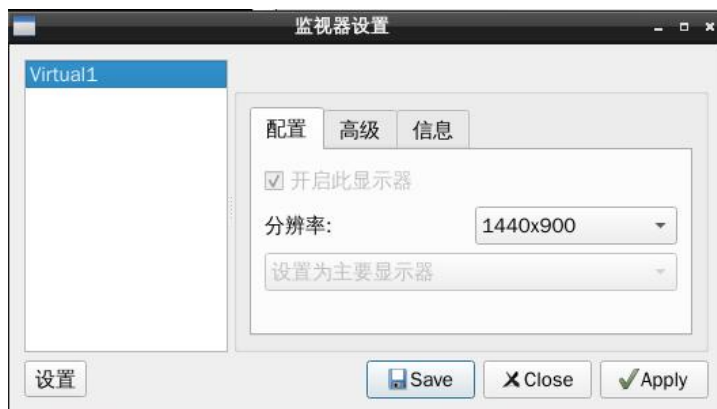 监视器设置
Virtual1
配置 高级 信息
开启此显示器
分辨率: 1440x900
设置为主要显示器
设置 Save Close Apply